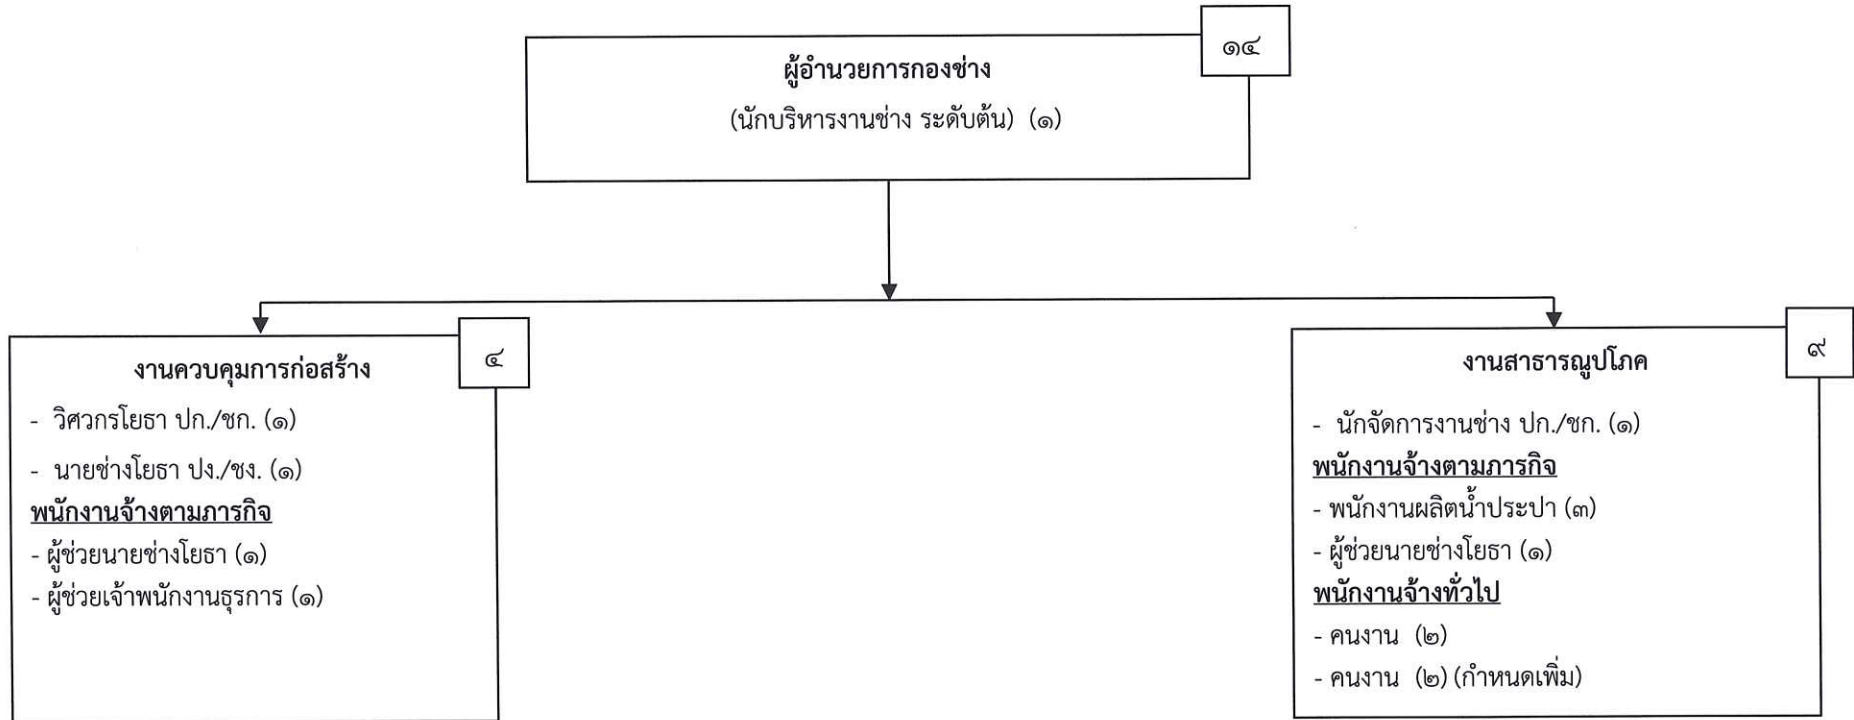 ๑๔
ผู้อำนวยการกองช่าง
(นักบริหารงานช่าง ระดับต้น) (๑)
๔
งานควบคุมการก่อสร้าง
- วิศวกรโยธา ปก./ชก. (๑)
- นายช่างโยธา ปง./ชง. (๑)
พนักงานจ้างตามภารกิจ
- ผู้ช่วยนายช่างโยธา (๑)
- ผู้ช่วยเจ้าพนักงานธุรการ (๑)
๙
งานสาธารณูปโภค
- นักจัดการงานช่าง ปก./ชก. (๑)
พนักงานจ้างตามภารกิจ
- พนักงานผลิตน้ำประปา (๓)
- ผู้ช่วยนายช่างโยธา (๑)
พนักงานจ้างทั่วไป
- คนงาน (๒)
- คนงาน (๒) (กำหนดเพิ่ม)